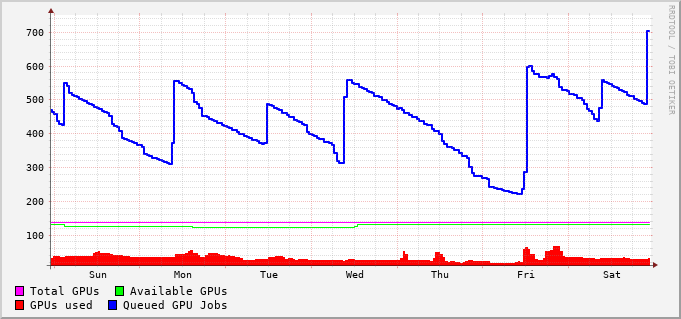 700
600
500
400
300
200
100
Sun Mon Tue Wed Thu Fri Sat
Total GPUs Available GPUs
GPUs used Queued GPU Jobs
RRDTOOL / TOBI OETIKER